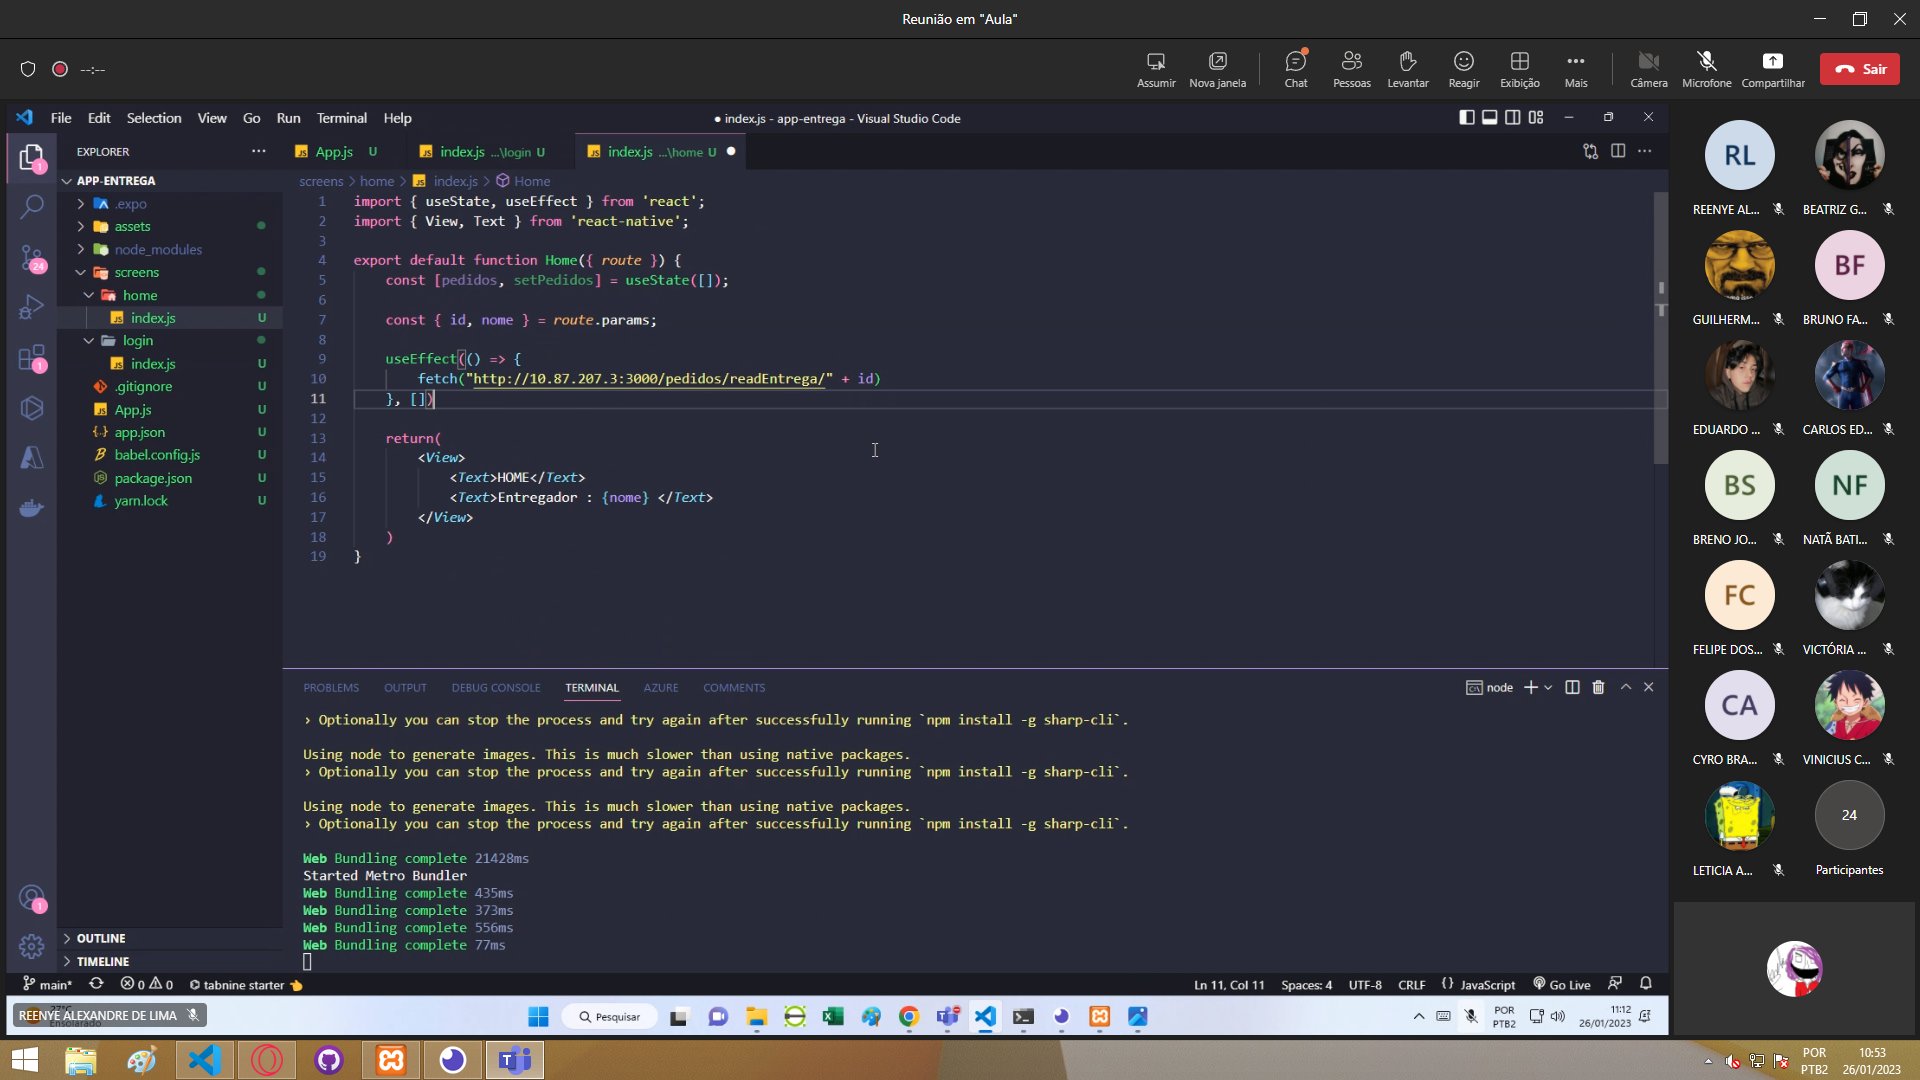 Reunião em "Aula"
--:--
Assumir
Nova janela
Chat
Pessoas
Levantar
Reagir
Exibição
Mais
Câmera
Microfone
Compartilhar
Sair
File Edit Selection View Go Run Terminal Help
● index.js - app-entrega - Visual Studio Code
EXPLORER
APP-ENTREGA
.expo
assets
node_modules
screens
home
index.js U
login
index.js U
.gitignore U
App.js U
app.json U
babel.config.js U
package.json U
yarn.lock U
OUTLINE
TIMELINE
1
24
1
1
App.js U
index.js ...\login U
index.js ...\home U
screens > home > index.js > Home
1 import { useState, useEffect } from 'react';
2 import { View, Text } from 'react-native';
3
4 export default function Home({ route }) {
5 const [pedidos, setPedidos] = useState([]);
6
7 const { id, nome } = route.params;
8
9 useEffect(() => {
10 fetch("http://10.87.207.3:3000/pedidos/readEntrega/" + id)
11 }, [])
12
13 return(
14 <View>
15 <Text>HOME</Text>
16 <Text>Entregador : {nome} </Text>
17 </View>
18 )
19 }
PROBLEMS OUTPUT DEBUG CONSOLE TERMINAL AZURE COMMENTS
node
› Optionally you can stop the process and try again after successfully running `npm install -g sharp-cli`.
Using node to generate images. This is much slower than using native packages.
› Optionally you can stop the process and try again after successfully running `npm install -g sharp-cli`.
Using node to generate images. This is much slower than using native packages.
› Optionally you can stop the process and try again after successfully running `npm install -g sharp-cli`.
Web Bundling complete 21428ms
Started Metro Bundler
Web Bundling complete 435ms
Web Bundling complete 373ms
Web Bundling complete 556ms
Web Bundling complete 77ms
main* 0 0 tabnine starter
Ln 11, Col 11 Spaces: 4 UTF-8 CRLF JavaScript Go Live
REENYE ALEXANDRE DE LIMA
Pesquisar
POR
PTB2
11:12
26/01/2023
RL
REENYE AL...
BEATRIZ G...
GUILHERM...
BF
BRUNO FA...
EDUARDO ...
CARLOS ED...
BS
BRENO JO...
NF
NATÃ BATI...
FC
FELIPE DOS...
VICTÓRIA ...
CA
CYRO BRA...
VINICIUS C...
LETICIA A...
24
Participantes
POR
PTB2
10:53
26/01/2023